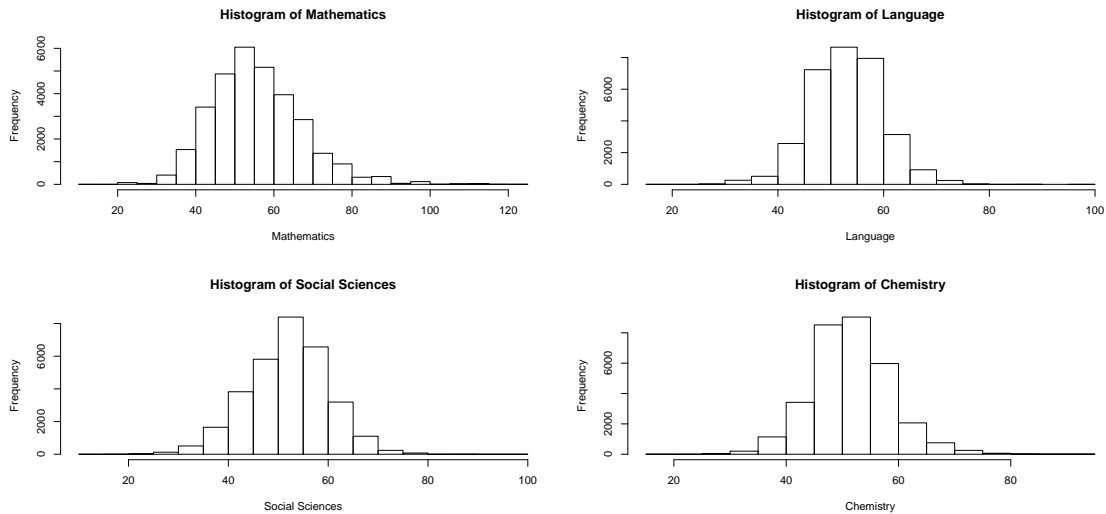 Histogram of Mathematics
Frequency
0 2000 4000 6000
20 40 60 80 100 120
Mathematics
Histogram of Language
Frequency
0 2000 6000
20 40 60 80 100
Language
Histogram of Social Sciences
Frequency
0 2000 6000
20 40 60 80 100
Social Sciences
Histogram of Chemistry
Frequency
0 2000 6000
20 40 60 80
Chemistry